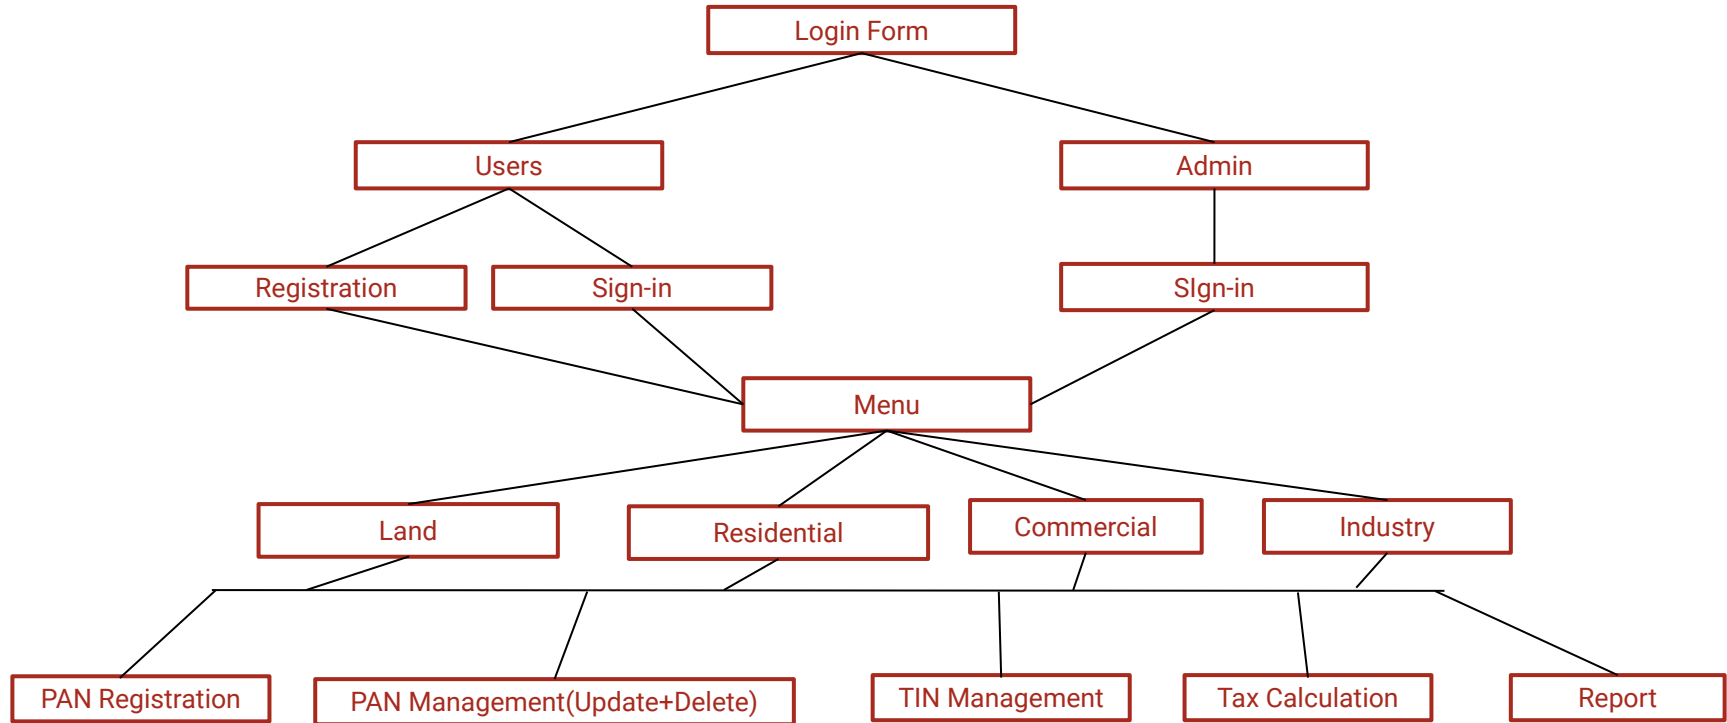 Login Form
Users
Admin
Registration
Sign-in
SIgn-in
Menu
Land
Residential
Commercial
Industry
PAN Registration
PAN Management(Update+Delete)
TIN Management
Tax Calculation
Report